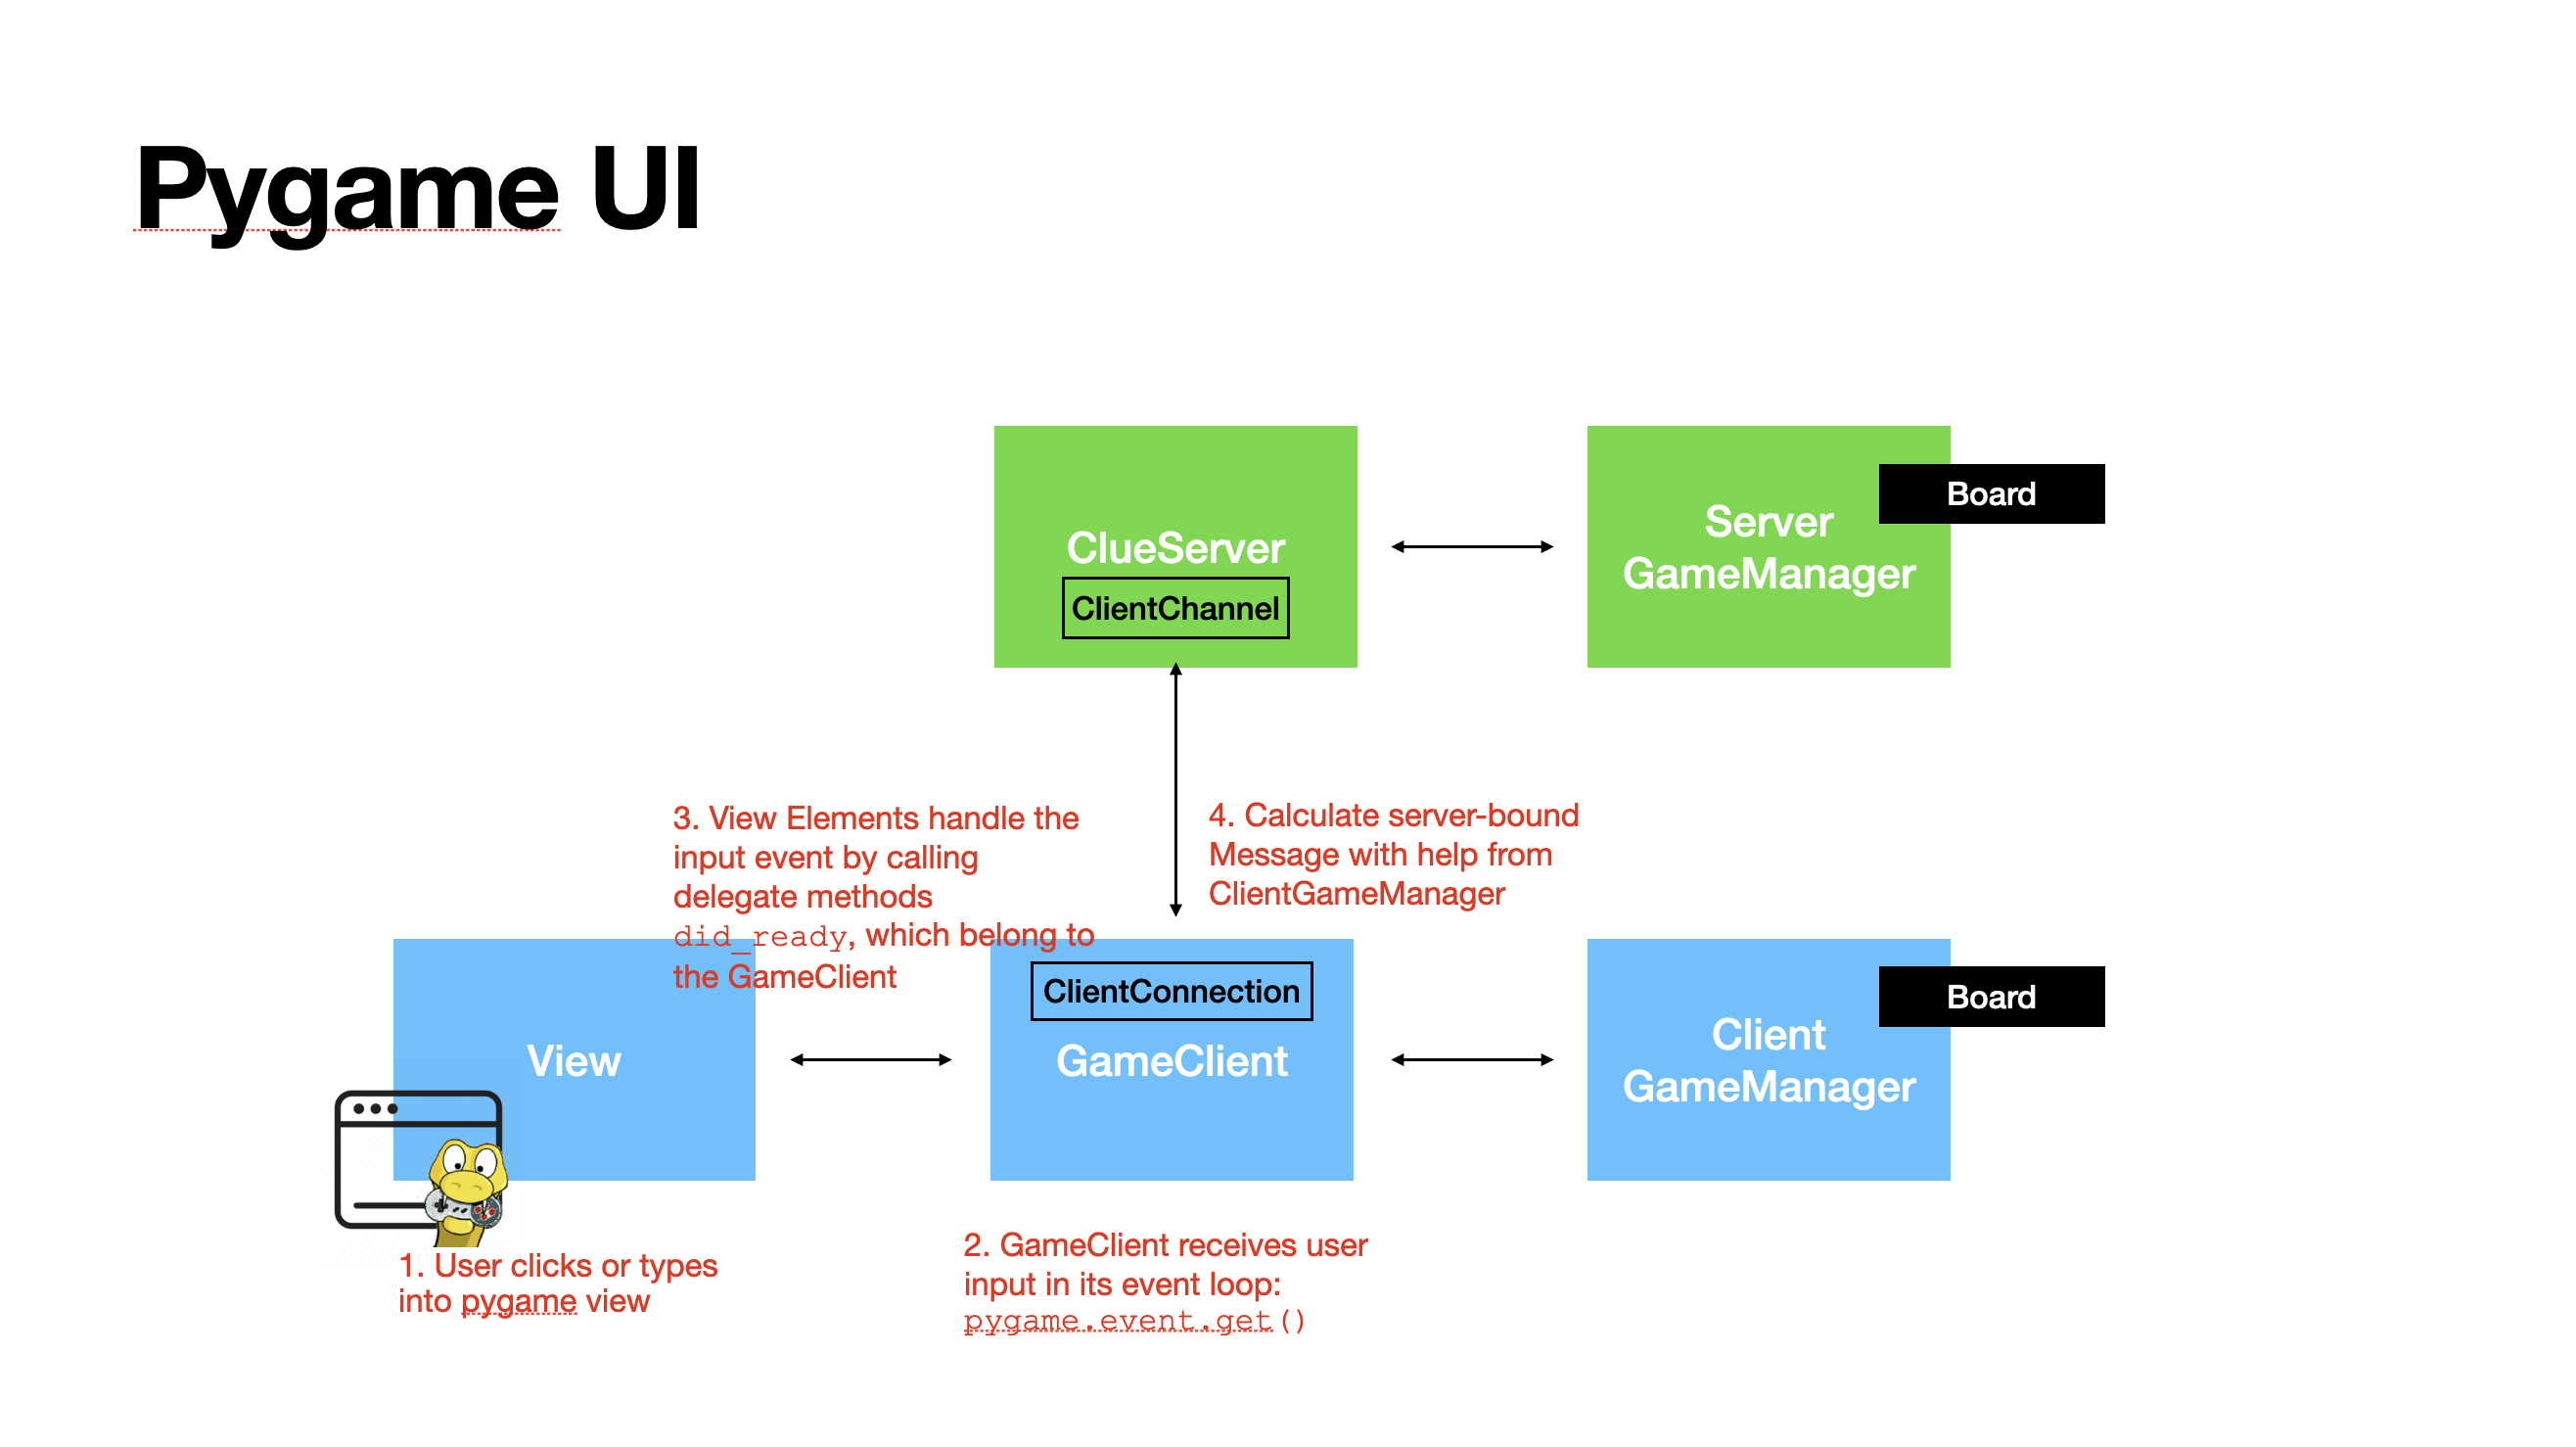 Pygame UI
ClueServer
ClientChannel
Server
GameManager
Board
3. View Elements handle the
input event by calling
delegate methods
did_ready, which belong to
the GameClient
4. Calculate server-bound
Message with help from
ClientGameManager
View
ClientConnection
GameClient
Client
GameManager
Board
1. User clicks or types
into pygame view
2. GameClient receives user
input in its event loop:
pygame.event.get()